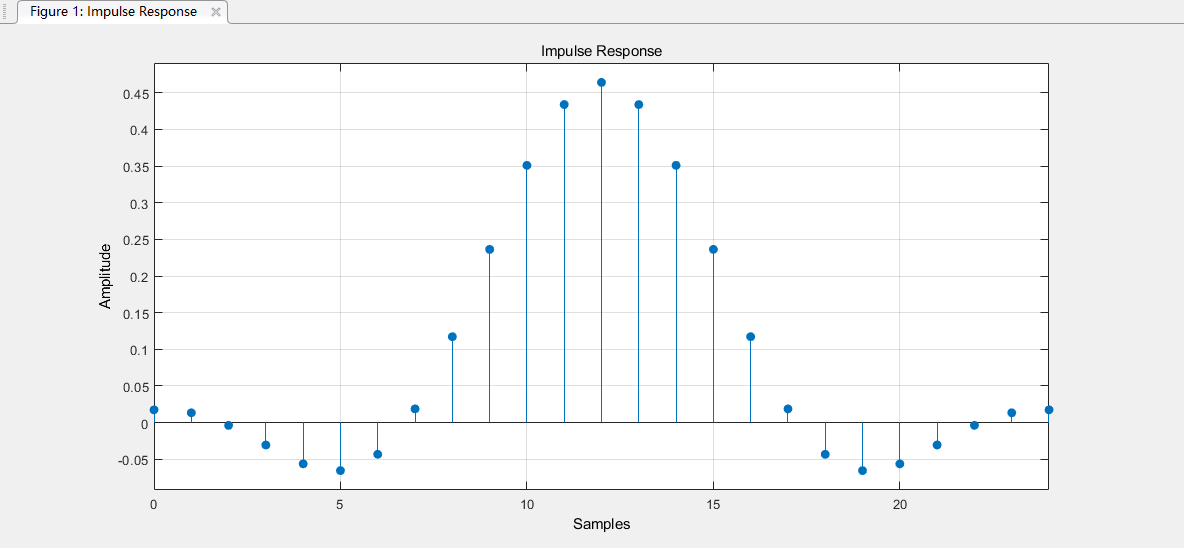 Figure 1: Impulse Response
Impulse Response
Amplitude
0.45
0.4
0.35
0.3
0.25
0.2
0.15
0.1
0.05
0
-0.05
0 5 10 15 20
Samples